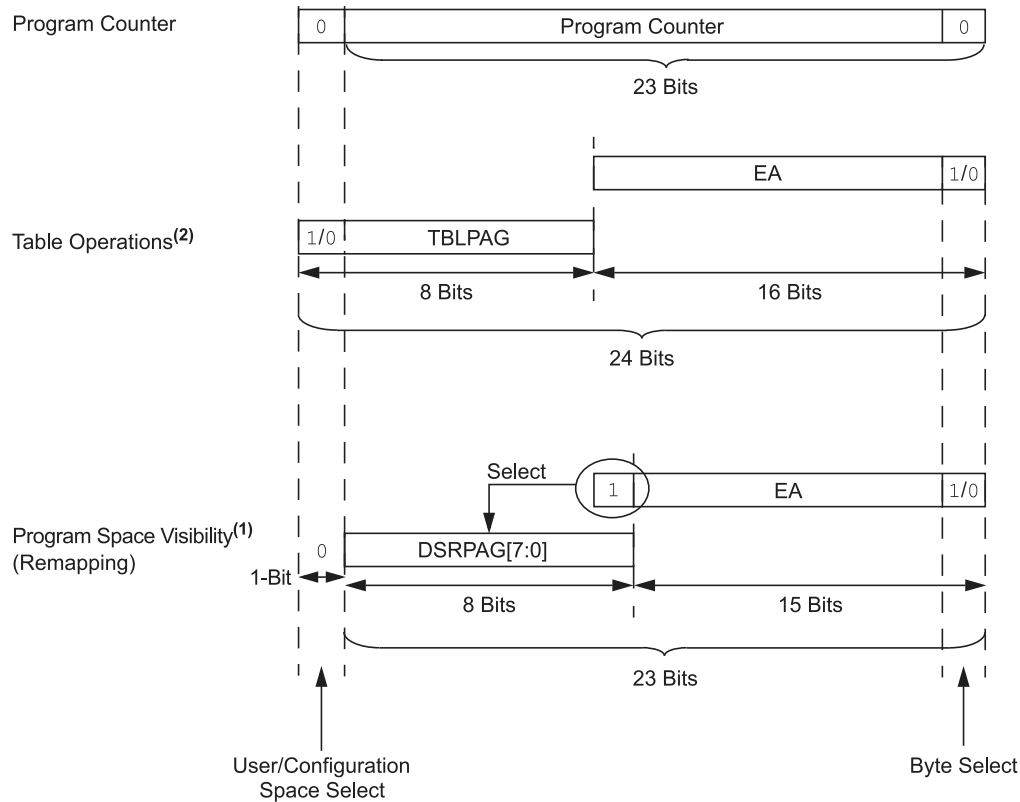 Program Counter
0 Program Counter 0
23 Bits
EA 1/0
Table Operations(2)
1/0 TBLPAG
8 Bits 16 Bits
24 Bits
Select
1 EA 1/0
Program Space Visibility(1)
(Remapping)
0 DSRPAG[7:0]
1-Bit
8 Bits 15 Bits
23 Bits
User/Configuration
Space Select
Byte Select